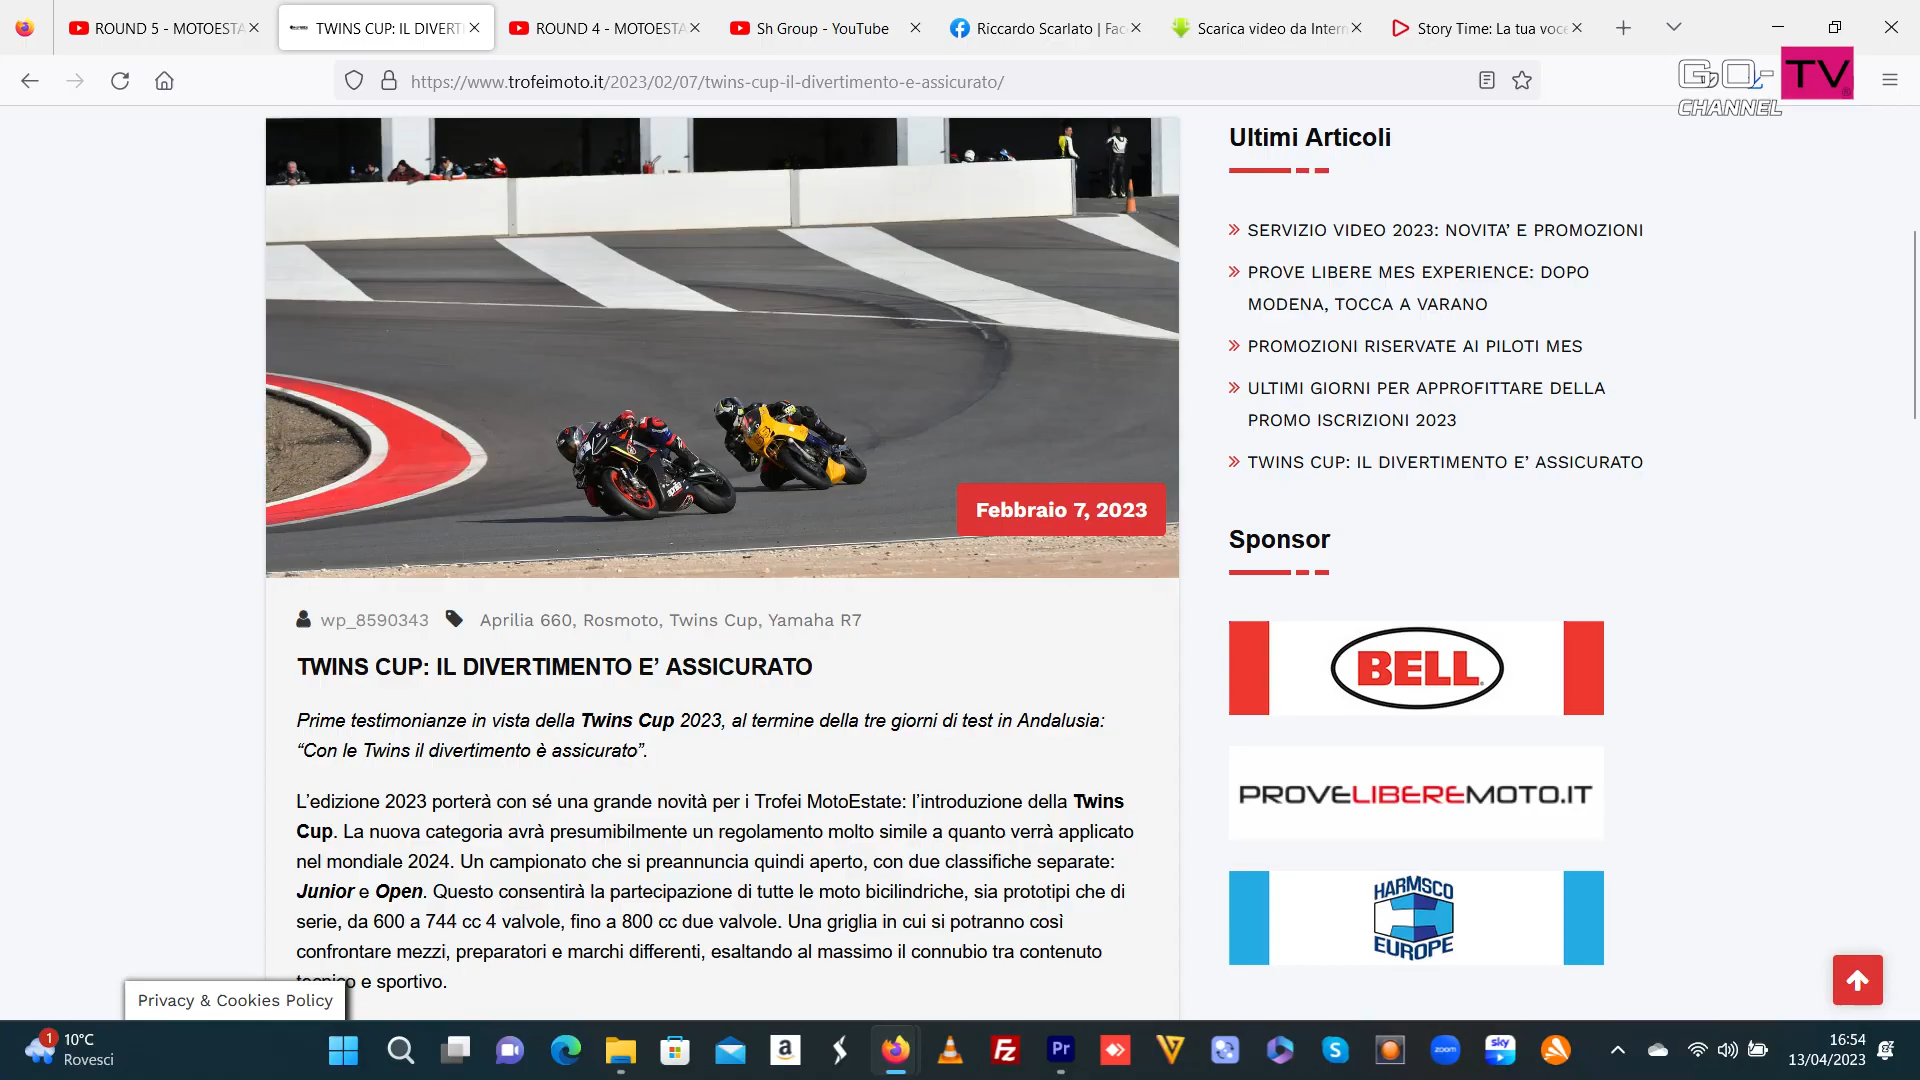 ROUND 5 - MOTOESTA
TWINS CUP: IL DIVERTI
ROUND 4 - MOTOESTA
Sh Group - YouTube
Riccardo Scarlato | Fac
Scarica video da Intern
Story Time: La tua voce
https://www.trofeimoto.it/2023/02/07/twins-cup-il-divertimento-e-assicurato/
GO-TV
CHANNEL
Febbraio 7, 2023
wp_8590343 Aprilia 660, Rosmoto, Twins Cup, Yamaha R7
TWINS CUP: IL DIVERTIMENTO E’ ASSICURATO
Prime testimonianze in vista della Twins Cup 2023, al termine della tre giorni di test in Andalusia:
“Con le Twins il divertimento è assicurato”.
L’edizione 2023 porterà con sé una grande novità per i Trofei MotoEstate: l’introduzione della Twins
Cup. La nuova categoria avrà presumibilmente un regolamento molto simile a quanto verrà applicato
nel mondiale 2024. Un campionato che si preannuncia quindi aperto, con due classifiche separate:
Junior e Open. Questo consentirà la partecipazione di tutte le moto bicilindriche, sia prototipi che di
serie, da 600 a 744 cc 4 valvole, fino a 800 cc due valvole. Una griglia in cui si potranno così
confrontare mezzi, preparatori e marchi differenti, esaltando al massimo il connubio tra contenuto
tecnico e sportivo.
Ultimi Articoli
SERVIZIO VIDEO 2023: NOVITA’ E PROMOZIONI
PROVE LIBERE MES EXPERIENCE: DOPO
MODENA, TOCCA A VARANO
PROMOZIONI RISERVATE AI PILOTI MES
ULTIMI GIORNI PER APPROFITTARE DELLA
PROMO ISCRIZIONI 2023
TWINS CUP: IL DIVERTIMENTO E’ ASSICURATO
Sponsor
BELL
PROVELIBEREMOTO.IT
HARMSCO
EUROPE
Privacy & Cookies Policy
1
10°C
Rovesci
a
Fz
Pr
S
zoom
sky
16:54
13/04/2023